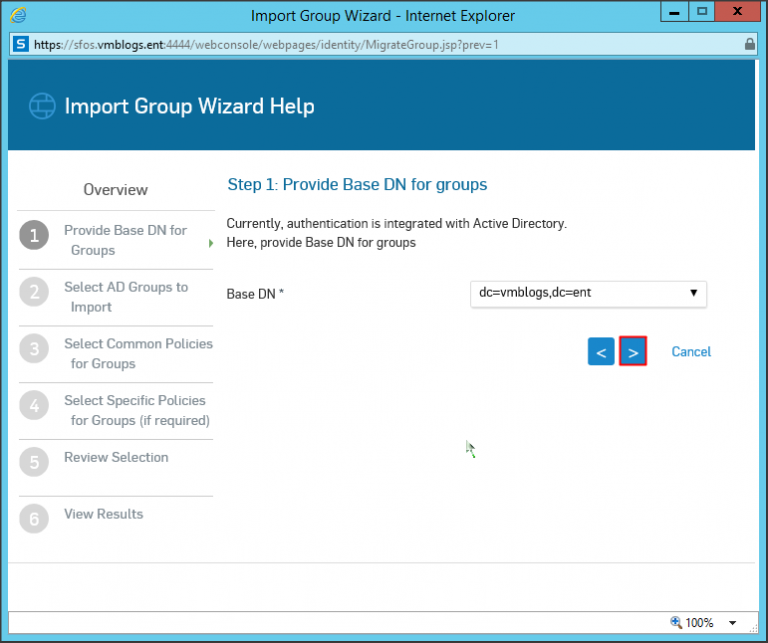 Import Group Wizard - Internet Explorer
S https://sfos.vmblogs.ent:4444/webconsole/webpages/identity/MigrateGroup.jsp?prev=1
Import Group Wizard Help
Overview
1 Provide Base DN for
Groups
2 Select AD Groups to
Import
3 Select Common Policies
for Groups
4 Select Specific Policies
for Groups (if required)
5 Review Selection
6 View Results
Step 1: Provide Base DN for groups
Currently, authentication is integrated with Active Directory.
Here, provide Base DN for groups
Base DN * dc=vmblogs,dc=ent
< > Cancel
100%